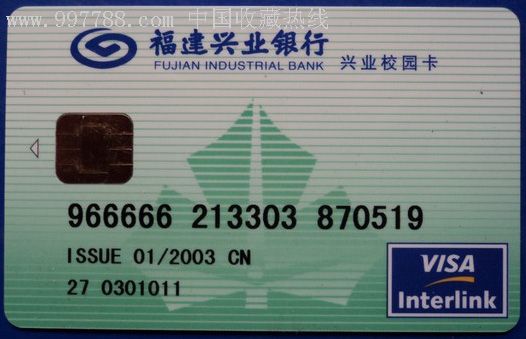 www.997788.com 中国收藏热线
福建兴业银行
FUJIAN INDUSTRIAL BANK 兴业校园卡
966666 213303 870519
ISSUE 01/2003 CN
27 0301011
VISA
Interlink